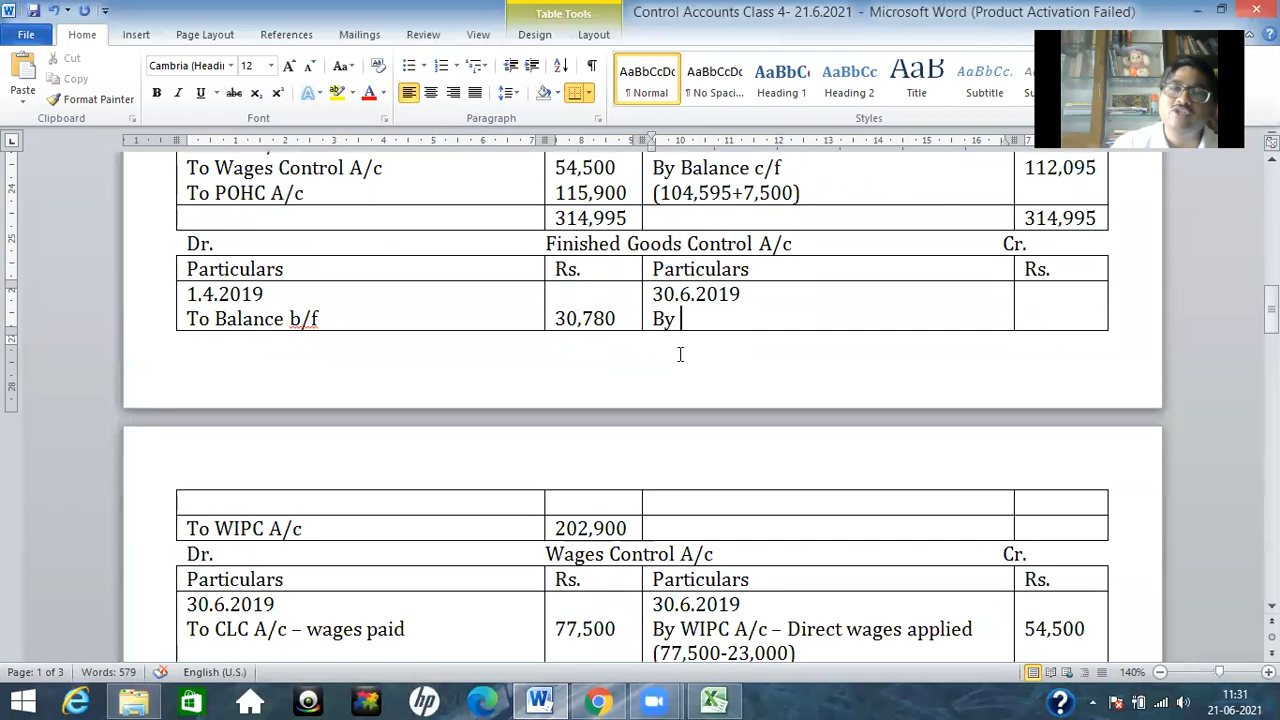 Control Accounts Class 4- 21.6.2021 - Microsoft Word (Product Activation Failed)
Table Tools
File Home Insert Page Layout References Mailings Review View Design Layout
Cut
Copy
Format Painter
Paste
Clipboard
Cambria (Headi 12
Font
Paragraph
AaBbCcDc AaBbCcDc AaBbC AaBbCc AaB AaBbCcL
¶ Normal ¶ No Spaci... Heading 1 Heading 2 Title Subtitle
Styles
To Wages Control A/c 54,500 By Balance c/f 112,095
To POHC A/c 115,900 (104,595+7,500)
314,995 314,995
Dr. Finished Goods Control A/c Cr.
Particulars Rs. Particulars Rs.
1.4.2019 30.6.2019
To Balance b/f 30,780 By
To WIPC A/c 202,900
Dr. Wages Control A/c Cr.
Particulars Rs. Particulars Rs.
30.6.2019 30.6.2019
To CLC A/c – wages paid 77,500 By WIPC A/c – Direct wages applied 54,500
(77,500-23,000)
Page: 1 of 3 Words: 579 English (U.S.) 140%
11:31
21-06-2021